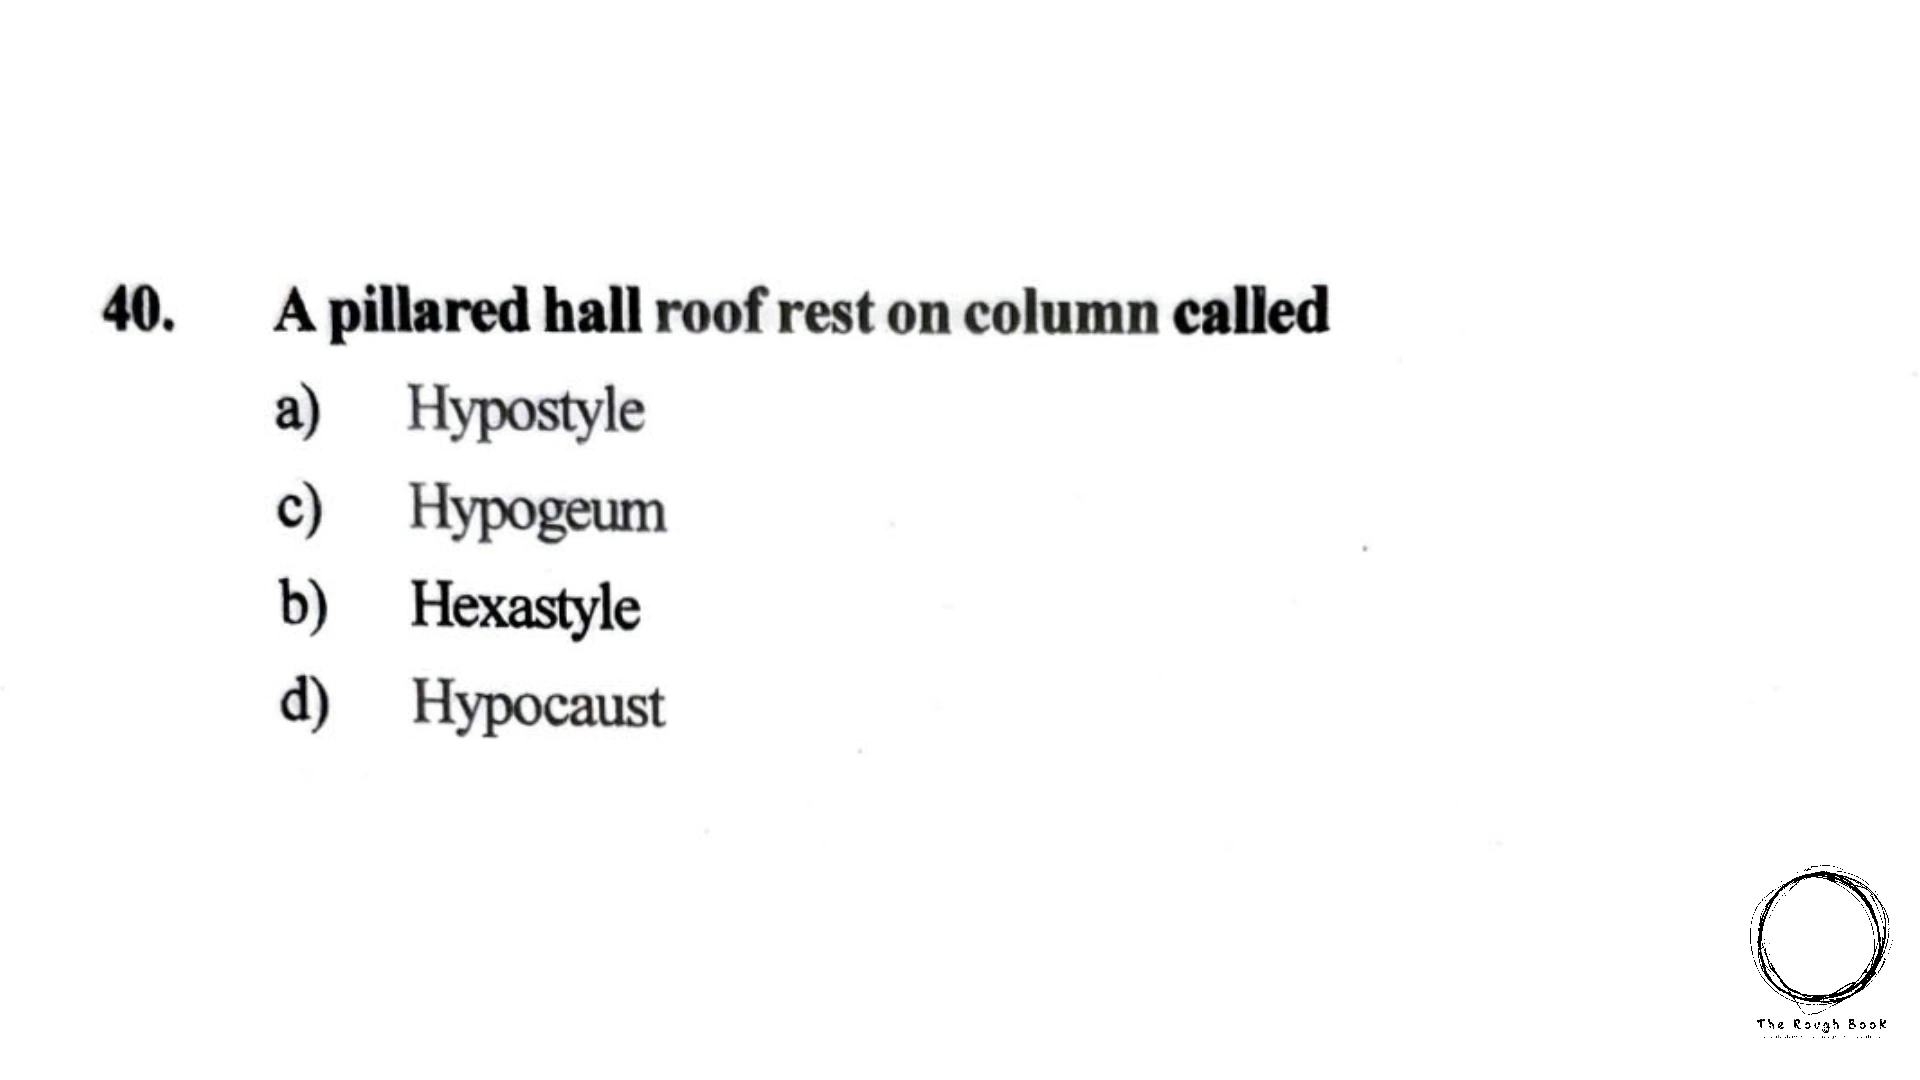 40. A pillared hall roof rest on column called
a) Hypostyle
c) Hypogeum
b) Hexastyle
d) Hypocaust
The Rough Book